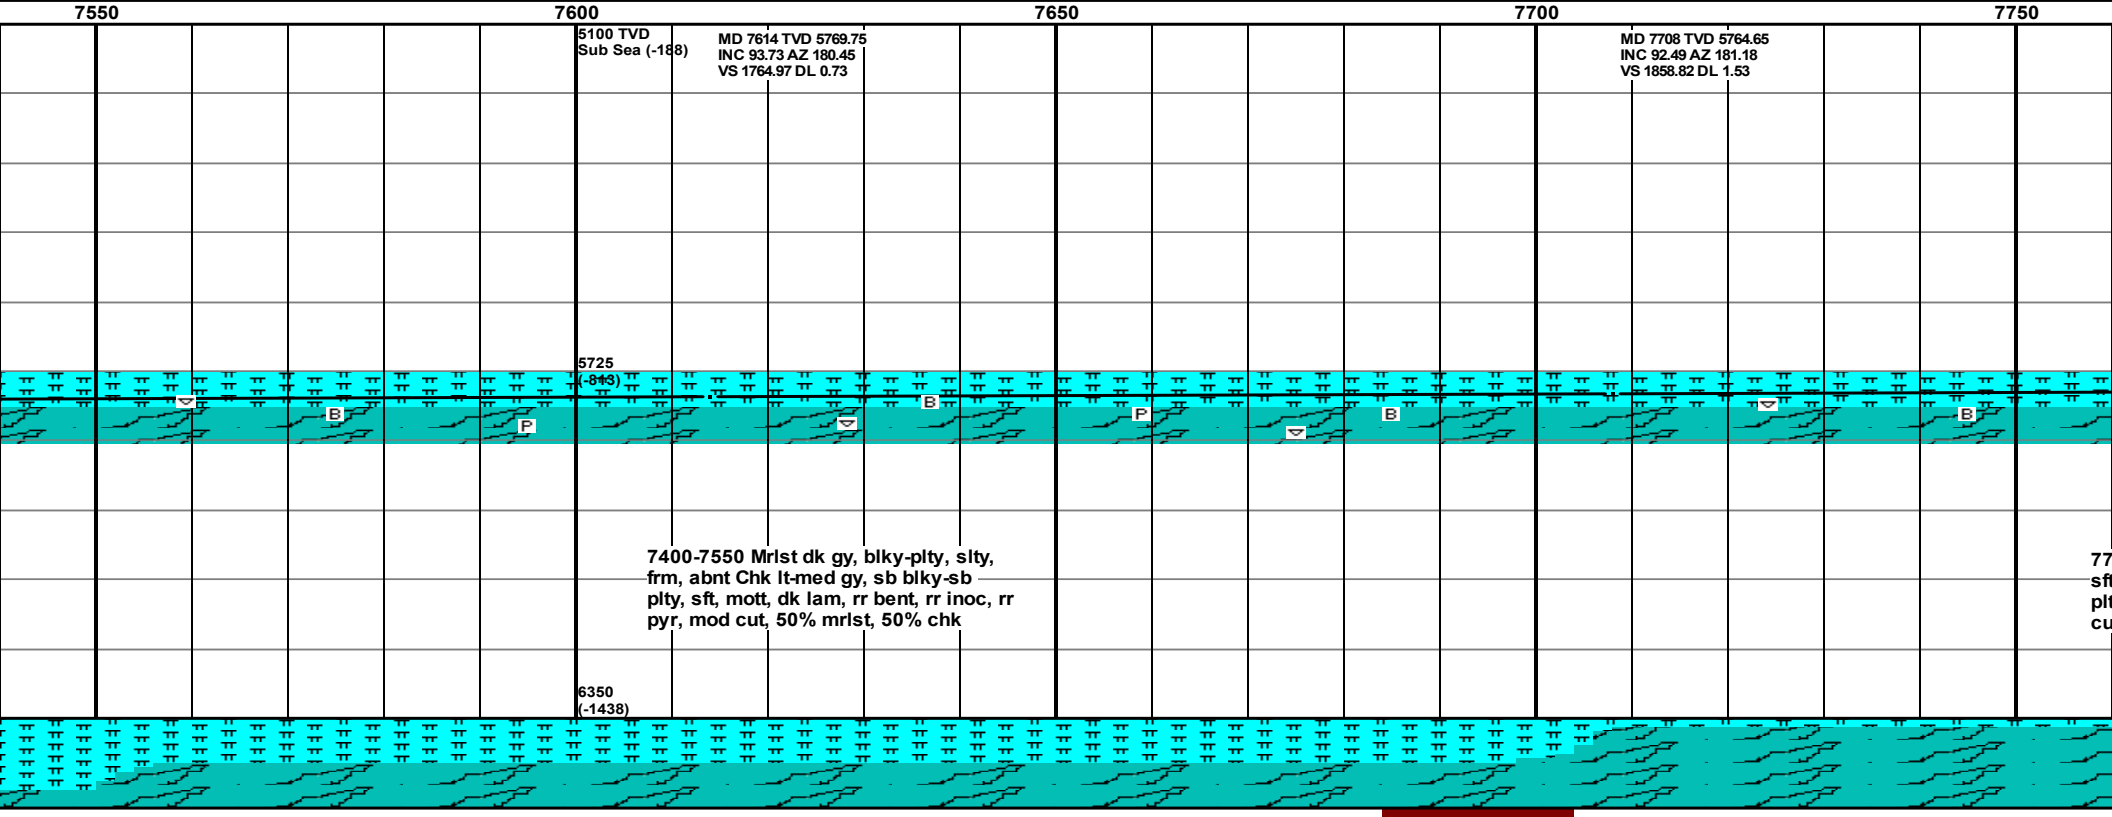 7550 7600 7650 7700 7750
5100 TVD
Sub Sea (-188)
MD 7614 TVD 5769.75
INC 93.73 AZ 180.45
VS 1764.97 DL 0.73
MD 7708 TVD 5764.65
INC 92.49 AZ 181.18
VS 1858.82 DL 1.53
5725
(-813)
B
B
P
P
B
B
7400-7550 Mrlst dk gy, blky-plty, slty,
frm, abnt Chk lt-med gy, sb blky-sb
plty, sft, mott, dk lam, rr bent, rr inoc, rr
pyr, mod cut, 50% mrlst, 50% chk
77
sft
plt
cu
6350
(-1438)